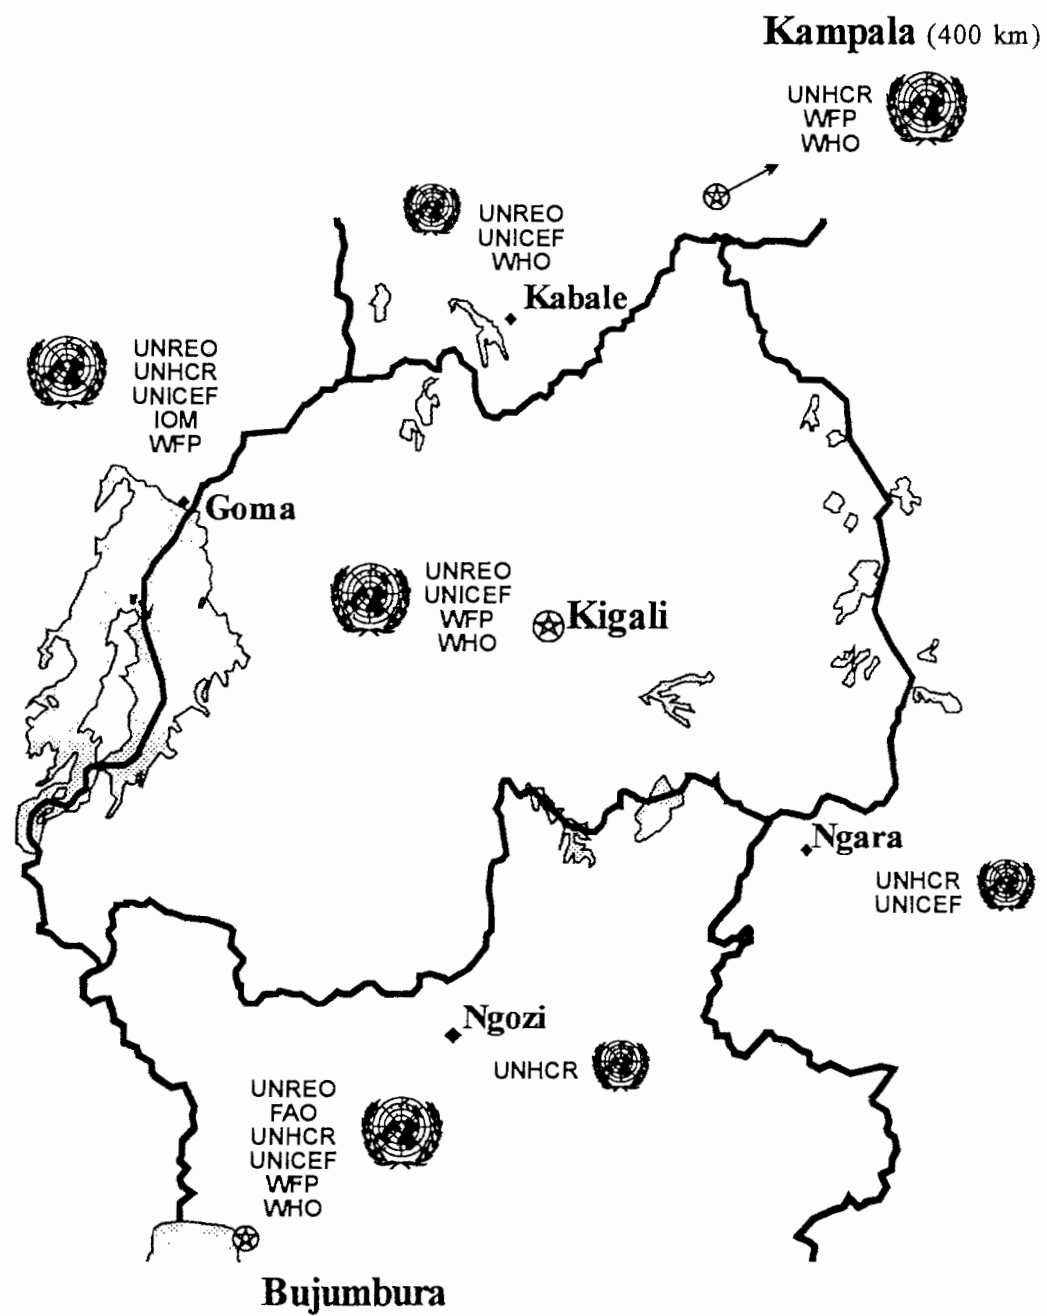 Kampala (400 km)
UNHCR
WFP
WHO
UNREO
UNICEF
WHO
Kabale
UNREO
UNHCR
UNICEF
IOM
WFP
Goma
UNREO
UNICEF
WFP
WHO
Kigali
Ngara
UNHCR
UNICEF
Ngozi
UNHCR
UNREO
FAO
UNHCR
UNICEF
WFP
WHO
Bujumbura